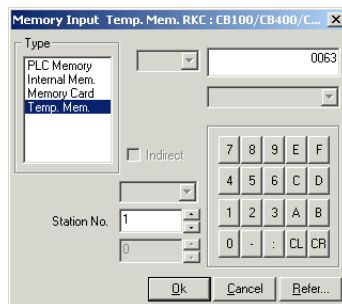 Memory Input Temp. Mem. RKC : CB100/CB400/C...
Type
PLC Memory
Internal Mem.
Memory Card
Temp. Mem.
0063
Indirect
7 8 9 E F
4 5 6 C D
1 2 3 A B
0 - : CL CR
Station No. 1
0
Ok Cancel Refer...